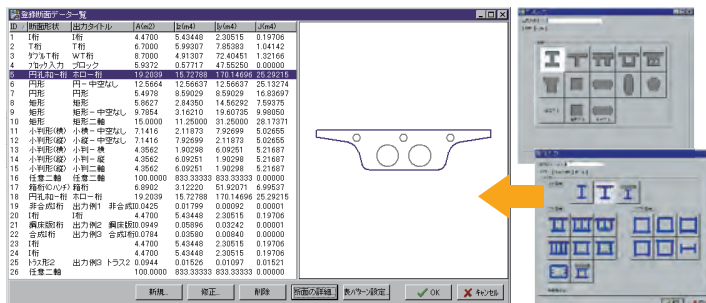 登録断面データ一覧
ID 断面形状 出力タイトル A(m2) Iz(m4) Iy(m4) J(m4)
1 I桁 I桁 4.4700 5.43448 2.30515 0.19706
2 T桁 T桁 6.7000 5.99307 7.85383 1.04142
3 ダブルT桁 WT桁 8.7000 4.91307 72.40451 1.32166
4 ブロック入力 ブロック 5.9372 0.57717 47.55250 0.00000
5 円孔ホロー桁 ホロー桁 19.2039 15.72788 170.14696 25.29215
6 円形 円-中空なし 12.5664 12.56637 12.56637 25.13274
7 円形 円形 5.4978 8.59029 8.59029 16.83697
8 矩形 矩形 5.8627 2.84350 14.56292 7.59375
9 矩形 矩形-中空なし 9.7854 3.16210 19.60735 9.98050
10 矩形 矩形二軸 15.0000 11.25000 31.25000 28.17371
11 小判形(横) 小横-中空なし 7.1416 2.11873 7.92699 5.02655
12 小判形(縦) 小縦-中空なし 7.1416 7.92699 2.11873 5.02655
13 小判形(横) 小判-横 4.3562 1.90298 6.09251 5.21687
14 小判形(縦) 小判-縦 4.3562 6.09251 1.90298 5.21687
15 小判形(縦) 小判二軸 4.3562 6.09251 1.90298 5.21687
16 任意二軸 任意二軸 100.0000 833.33333 833.33333 0.00000
17 箱桁(ハンチ) 箱桁 6.8902 3.12220 51.92071 6.99537
18 円孔ホロー桁 ホロー桁 19.2039 15.72788 170.14696 25.29215
19 非合成I桁 出力例1 非合成I 0.0425 0.01799 0.00092 0.00001
20 I桁 I桁 4.4700 5.43448 2.30515 0.19706
21 鋼床版I桁 出力例2 鋼床版 0.0949 0.05896 0.03242 0.00001
22 合成I桁 出力例3 合成I桁 0.0784 0.03580 0.00840 0.00000
23 I桁 I桁 4.4700 5.43448 2.30515 0.19706
24 I桁 I桁 4.4700 5.43448 2.30515 0.19706
25 トラス形2 出力例3 トラス2 0.0944 0.01526 0.01097 0.01521
26 任意二軸 100.0000 833.33333 833.33333 0.00000
新規... 修正... 削除 断面の詳細... 表パターン設定... OK キャンセル